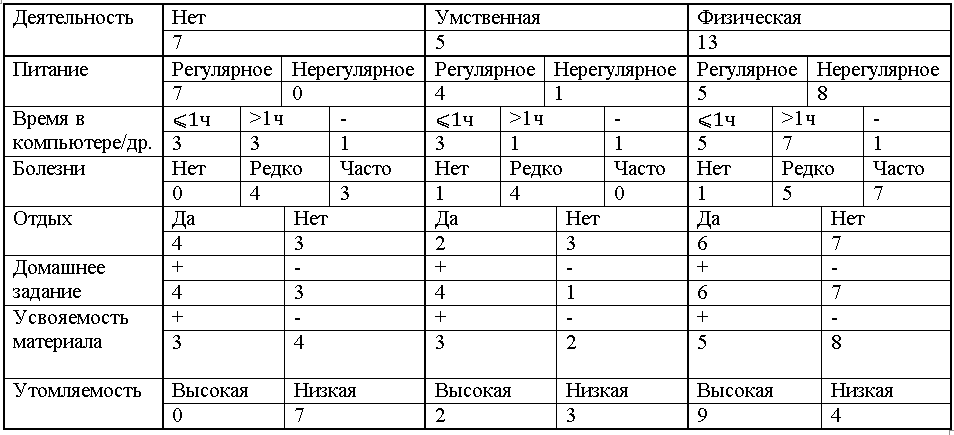 Деятельность Нет Умственная Физическая
7 5 13
Питание Регулярное Нерегулярное Регулярное Нерегулярное Регулярное Нерегулярное
7 0 4 1 5 8
Время в ⩽1ч >1ч - ⩽1ч >1ч - ⩽1ч >1ч -
компьютере/др. 3 3 1 3 1 1 5 7 1
Болезни Нет Редко Часто Нет Редко Часто Нет Редко Часто
0 4 3 1 4 0 1 5 7
Отдых Да Нет Да Нет Да Нет
4 3 2 3 6 7
Домашнее + - + - + -
задание 4 3 4 1 6 7
Усвояемость + - + - + -
материала 3 4 3 2 5 8
Утомляемость Высокая Низкая Высокая Низкая Высокая Низкая
0 7 2 3 9 4